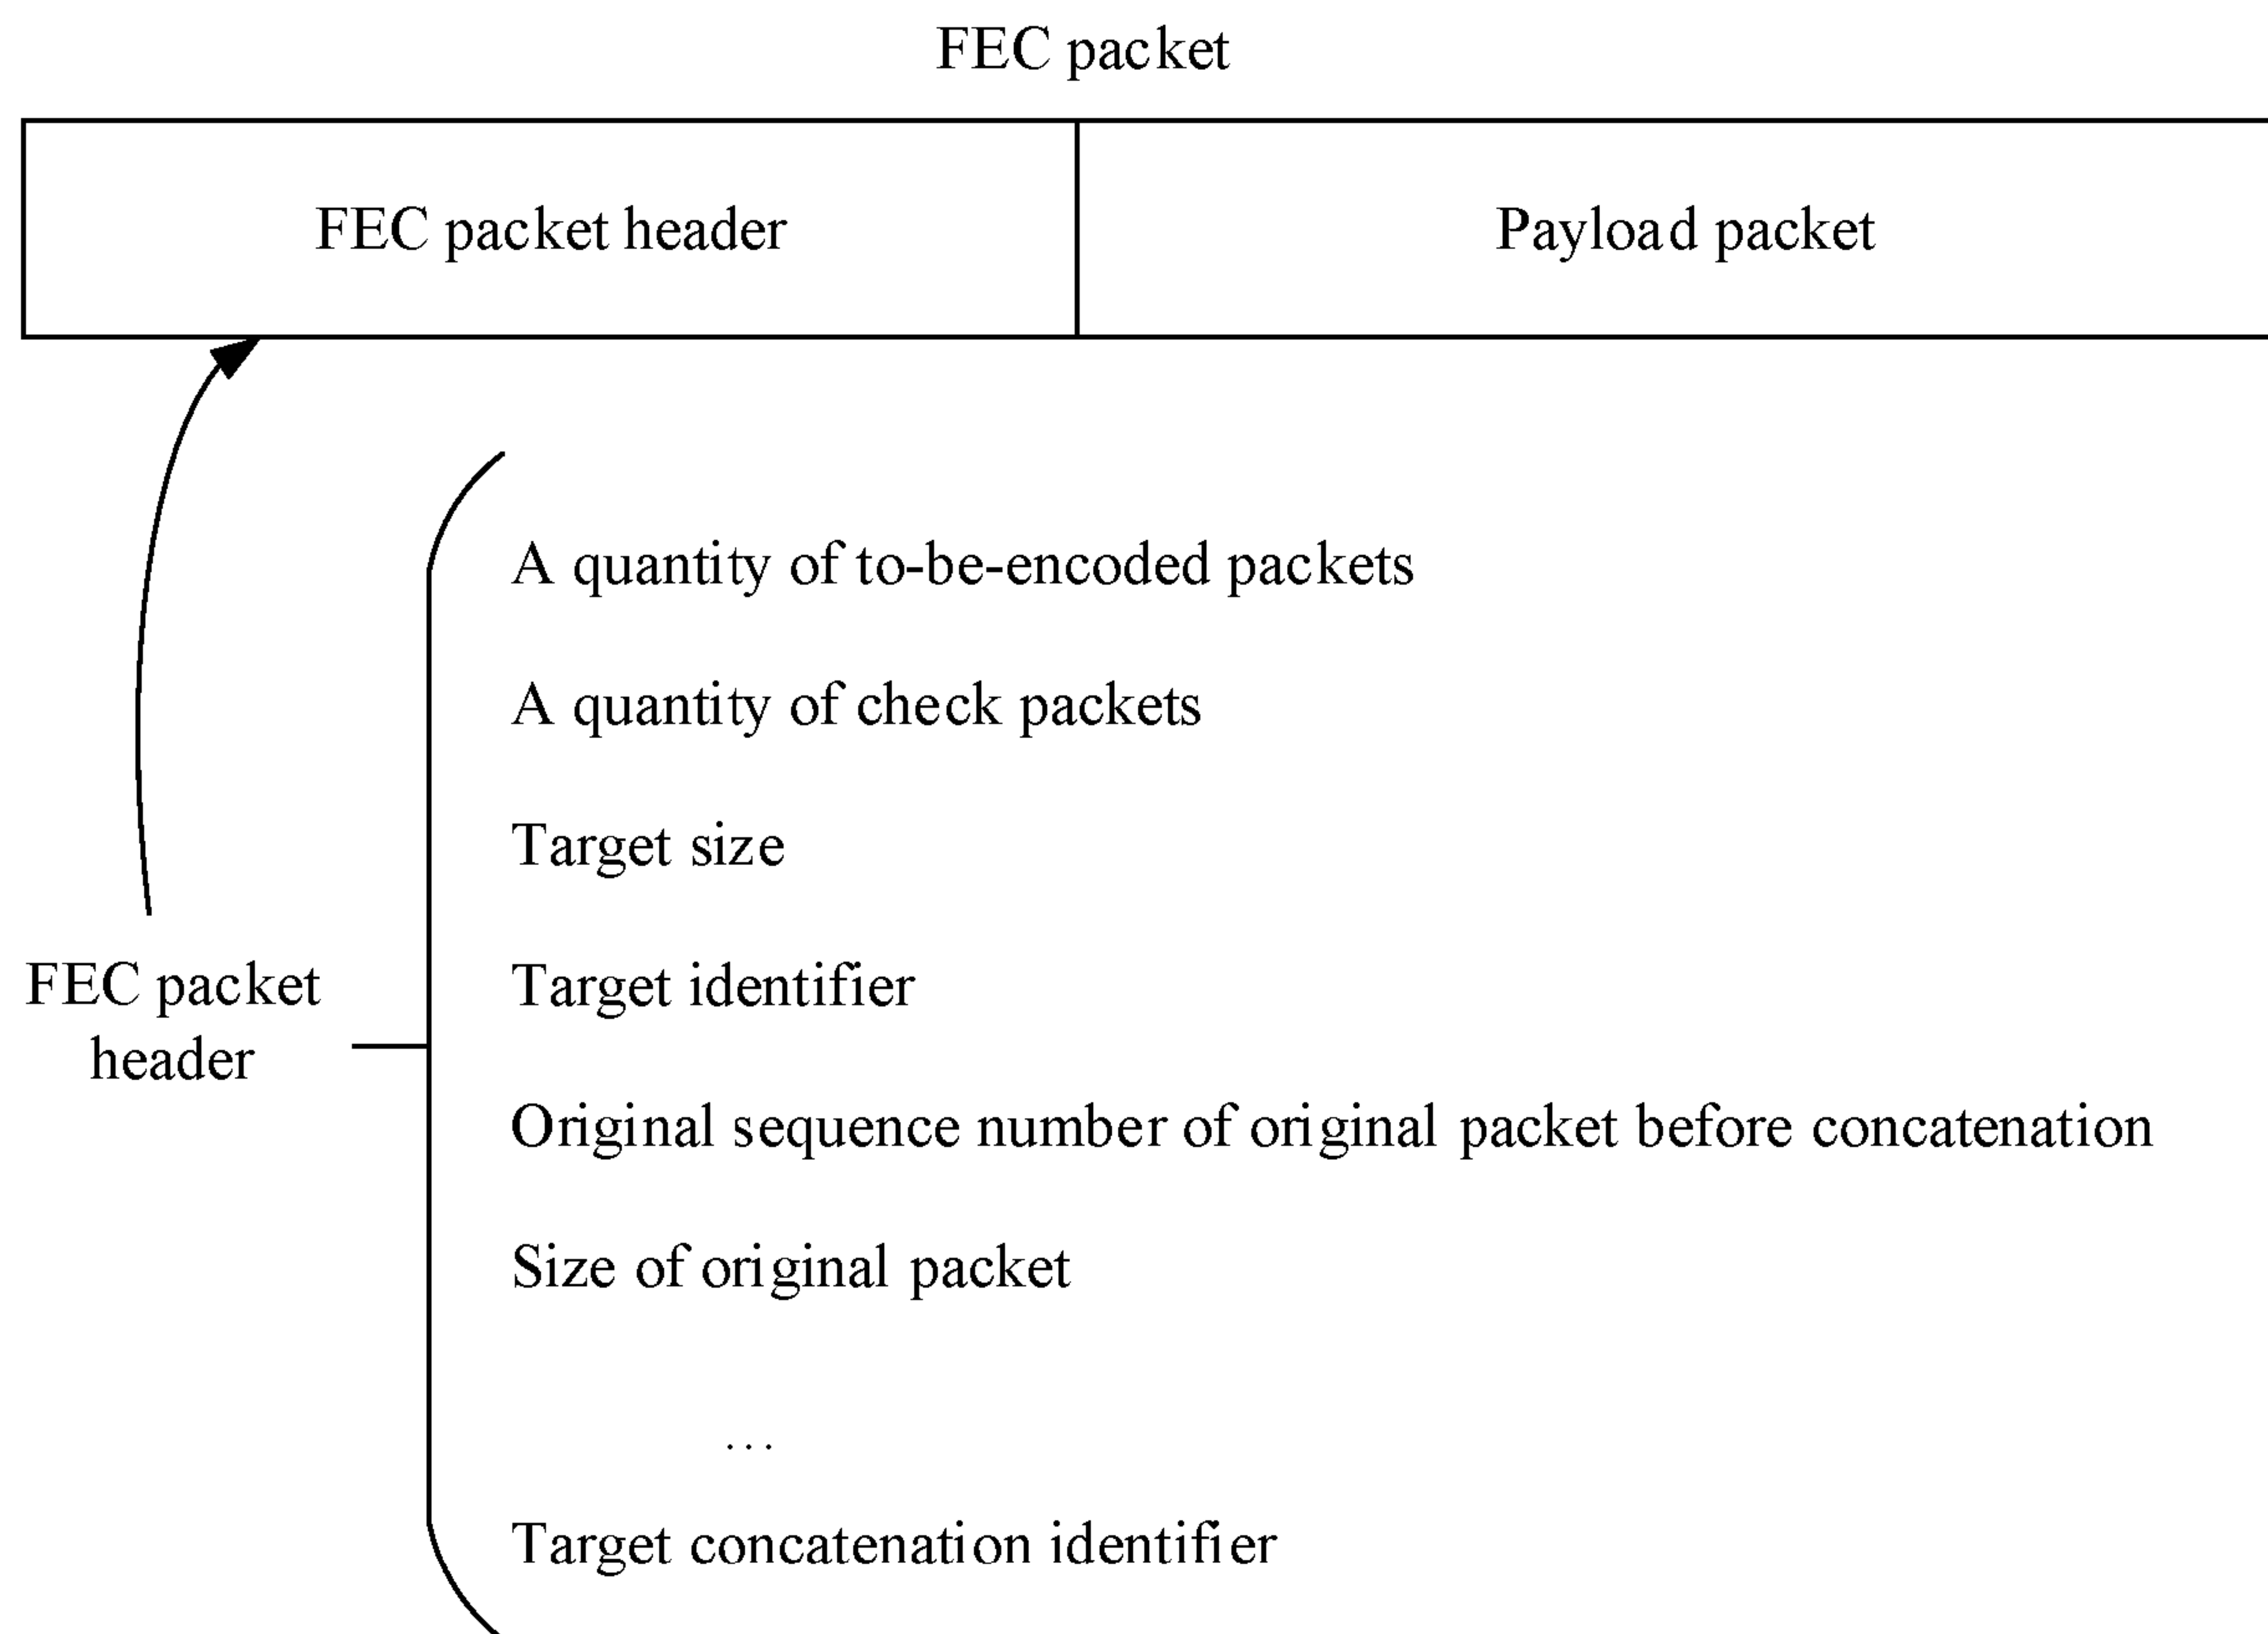 FEC packet
FEC packet header
Payload packet
A quantity of to-be-encoded packets
A quantity of check packets
Target size
Target identifier
FEC packet
header
Original sequence number of original packet before concatenation
Size of original packet
...
Target concatenation identifier